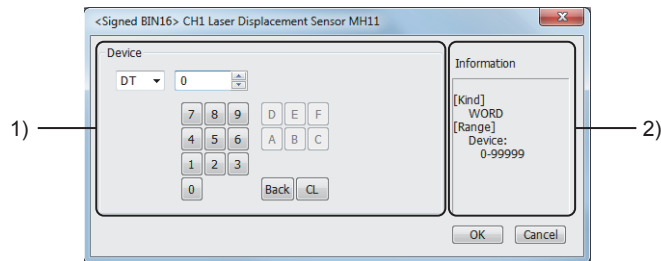 <Signed BIN16> CH1 Laser Displacement Sensor MH11
Device
DT 0
7 8 9 D E F
4 5 6 A B C
1 2 3
0 Back CL
Information
[Kind]
WORD
[Range]
Device:
0-99999
OK Cancel
1)
2)